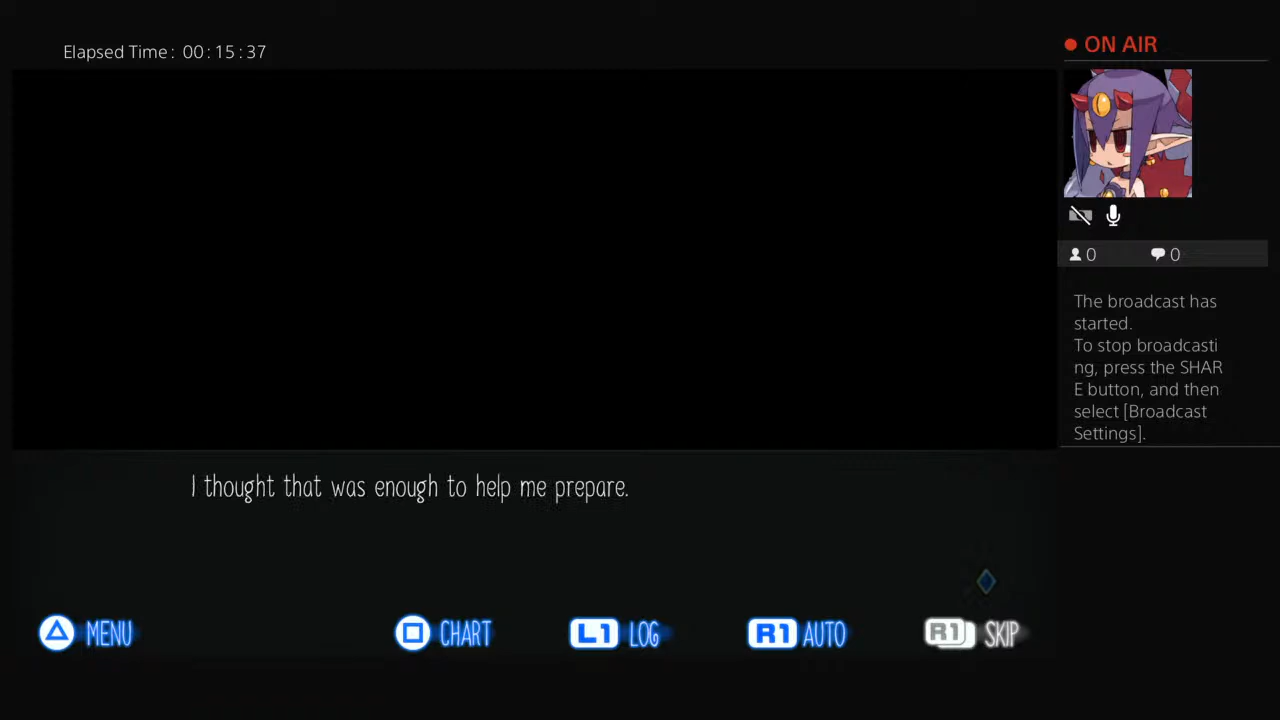 Elapsed Time: 00:15:37
ON AIR
0 0
The broadcast has
started.
To stop broadcasti
ng, press the SHAR
E button, and then
select [Broadcast
Settings].
I thought that was enough to help me prepare.
MENU CHART L1 LOG R1 AUTO R1 SKIP